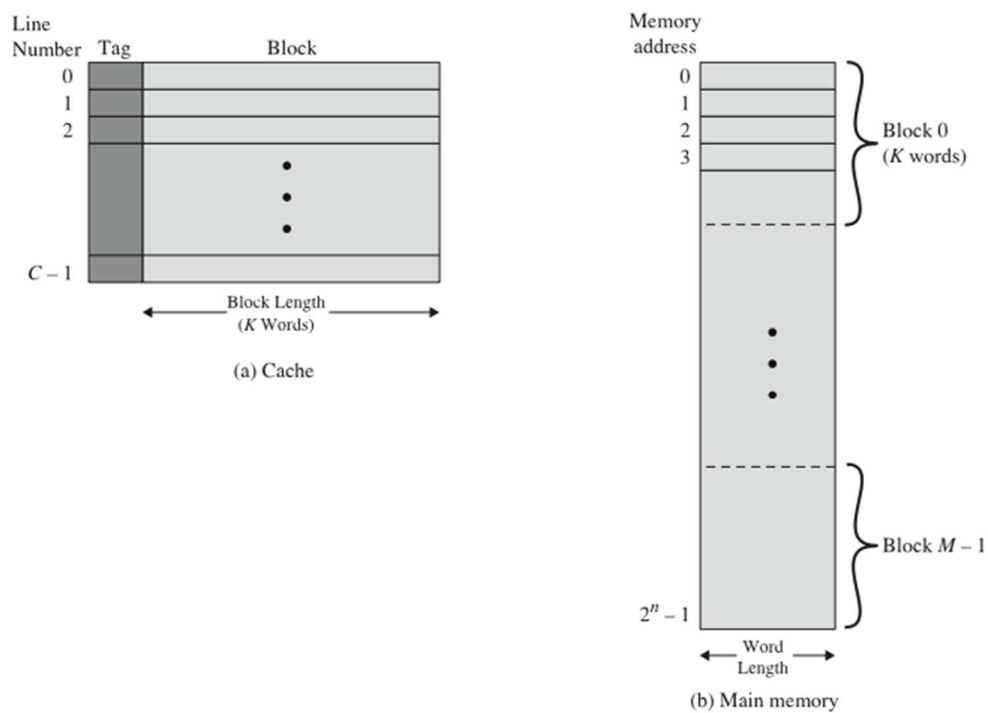 Line
Number Tag Block
0
1
2
C – 1
Block Length
(K Words)
(a) Cache
Memory
address
0
1
2
3
Block 0
(K words)
Block M – 1
2ⁿ – 1
Word
Length
(b) Main memory